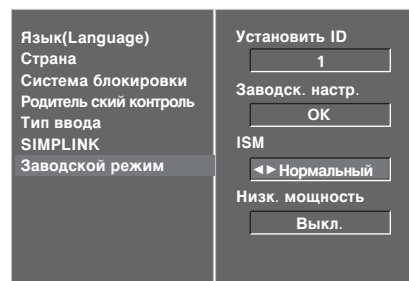 Язык(Language)
Страна
Система блокировки
Родитель ский контроль
Тип ввода
SIMPLINK
Заводской режим
Установить ID
1
Заводск. настр.
OK
ISM
◄► Нормальный
Низк. мощность
Выкл.